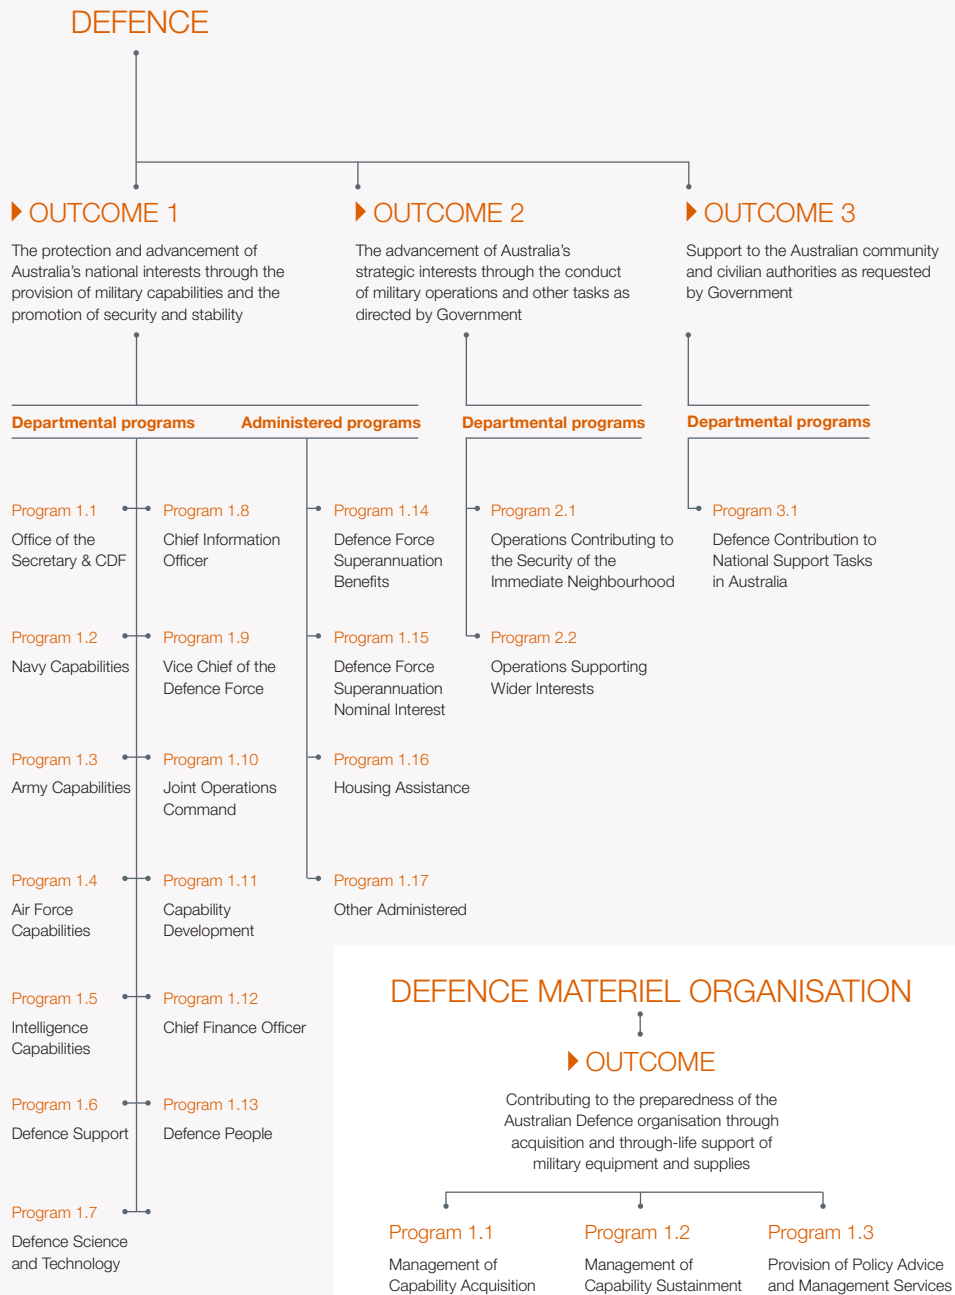 DEFENCE
OUTCOME 1
The protection and advancement of
Australia's national interests through the
provision of military capabilities and the
promotion of security and stability
OUTCOME 2
The advancement of Australia's
strategic interests through the conduct
of military operations and other tasks as
directed by Government
OUTCOME 3
Support to the Australian community
and civilian authorities as requested
by Government
Departmental programs
Program 1.1
Office of the
Secretary & CDF
Program 1.2
Navy Capabilities
Program 1.3
Army Capabilities
Program 1.4
Air Force
Capabilities
Program 1.5
Intelligence
Capabilities
Program 1.6
Defence Support
Program 1.7
Defence Science
and Technology
Program 1.8
Chief Information
Officer
Program 1.9
Vice Chief of the
Defence Force
Program 1.10
Joint Operations
Command
Program 1.11
Capability
Development
Program 1.12
Chief Finance Officer
Program 1.13
Defence People
Administered programs
Program 1.14
Defence Force
Superannuation
Benefits
Program 1.15
Defence Force
Superannuation
Nominal Interest
Program 1.16
Housing Assistance
Program 1.17
Other Administered
Departmental programs
Program 2.1
Operations Contributing to
the Security of the
Immediate Neighbourhood
Program 2.2
Operations Supporting
Wider Interests
Departmental programs
Program 3.1
Defence Contribution to
National Support Tasks
in Australia
DEFENCE MATERIEL ORGANISATION
OUTCOME
Contributing to the preparedness of the
Australian Defence organisation through
acquisition and through-life support of
military equipment and supplies
Program 1.1
Management of
Capability Acquisition
Program 1.2
Management of
Capability Sustainment
Program 1.3
Provision of Policy Advice
and Management Services